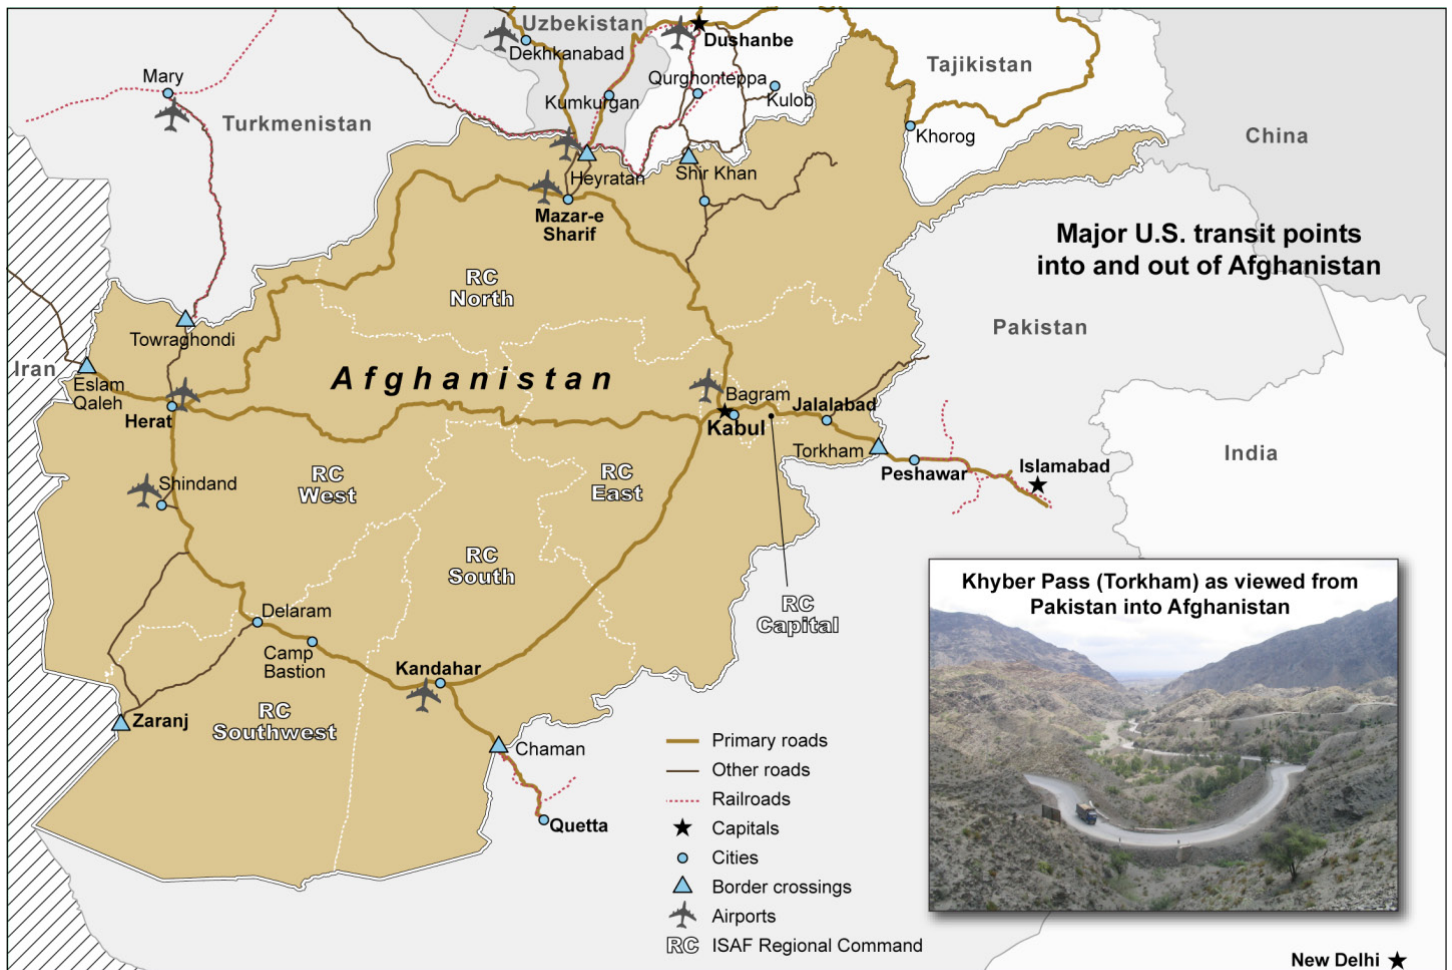 Uzbekistan
Dushanbe
Dekhkanabad
Tajikistan
Mary
Qurghonteppa
Kulob
Kumkurgan
Turkmenistan
Khorog
China
Heyratan
Shir Khan
Mazar-e
Sharif
Major U.S. transit points
into and out of Afghanistan
RC
North
Pakistan
Towraghondi
Iran
Eslam
Qaleh
Afghanistan
Bagram
Jalalabad
Herat
Kabul
Torkham
India
Peshawar
Islamabad
Shindand
RC
West
RC
East
RC
South
RC
Capital
Khyber Pass (Torkham) as viewed from
Pakistan into Afghanistan
Delaram
Camp
Bastion
Kandahar
Zaranj
RC
Southwest
Chaman
Quetta
Primary roads
Other roads
Railroads
Capitals
Cities
Border crossings
Airports
RC ISAF Regional Command
New Delhi